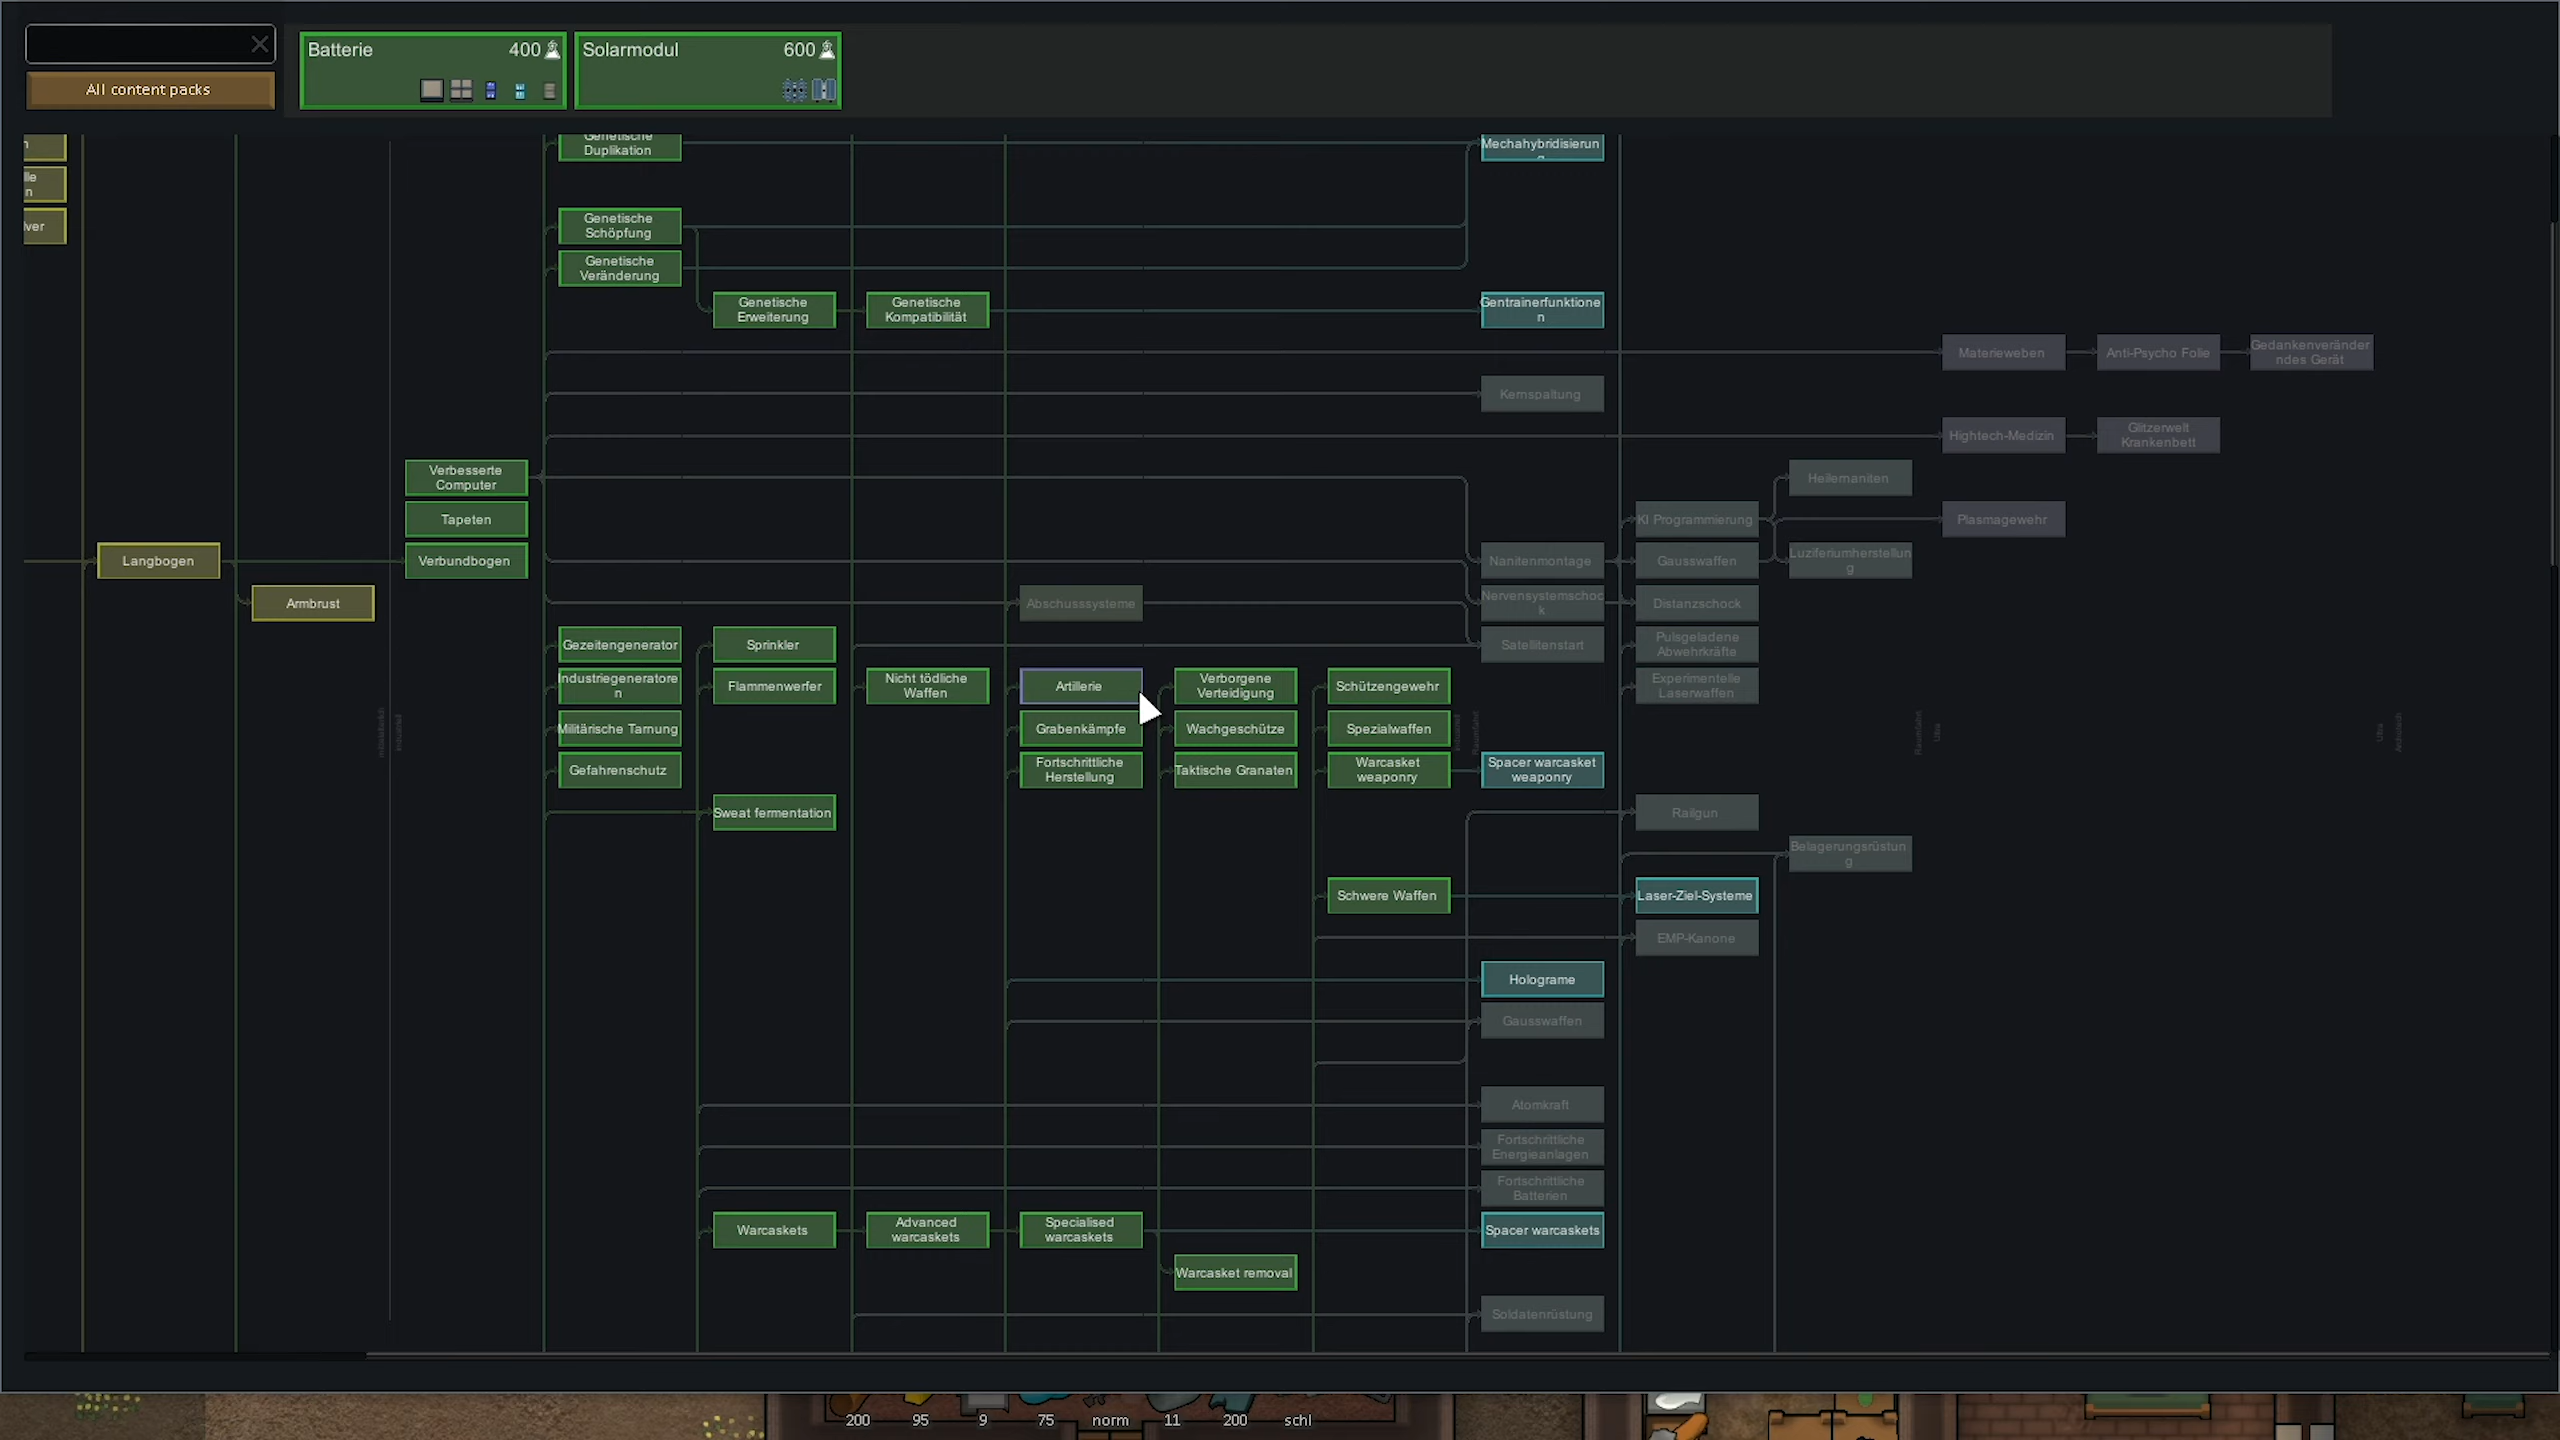 Batterie 400
Solarmodul 600
All content packs
Genetische
Duplikation
Mechahybridisierun
g
lle
n
lver
Genetische
Schöpfung
Genetische
Veränderung
Genetische
Erweiterung
Genetische
Kompatibilität
Gentrainerfunktione
n
Materieweben
Anti-Psycho Folie
Gedankenveränder
ndes Gerät
Kernspaltung
Hightech-Medizin
Glitzerwelt
Krankenbett
Verbesserte
Computer
Heilemaniten
Tapeten
KI Programmierung
Plasmagewehr
Langbogen
Verbundbogen
Nanitenmontage
Gausswaffen
Luziferiumherstellun
g
Armbrust
Abschusssysteme
Nervensystemschoc
k
Distanzschock
Gezeitengenerator
Sprinkler
Satellitenstart
Pulsgeladene
Abwehrkräfte
Industriegeneratore
n
Flammenwerfer
Nicht tödliche
Waffen
Artillerie
Verborgene
Verteidigung
Schützengewehr
Experimentelle
Laserwaffen
Militärische Tarnung
Grabenkämpfe
Wachgeschütze
Spezialwaffen
Gefahrenschutz
Fortschrittliche
Herstellung
Taktische Granaten
Warcasket
weaponry
Spacer warcasket
weaponry
Sweat fermentation
Railgun
Belagerungsrüstun
g
Schwere Waffen
Laser-Ziel-Systeme
EMP-Kanone
Holograme
Gausswaffen
Atomkraft
Fortschrittliche
Energieanlagen
Fortschrittliche
Batterien
Warcaskets
Advanced
warcaskets
Specialised
warcaskets
Spacer warcaskets
Warcasket removal
Soldatenrüstung
200 95 9 75 norm 11 200 schl